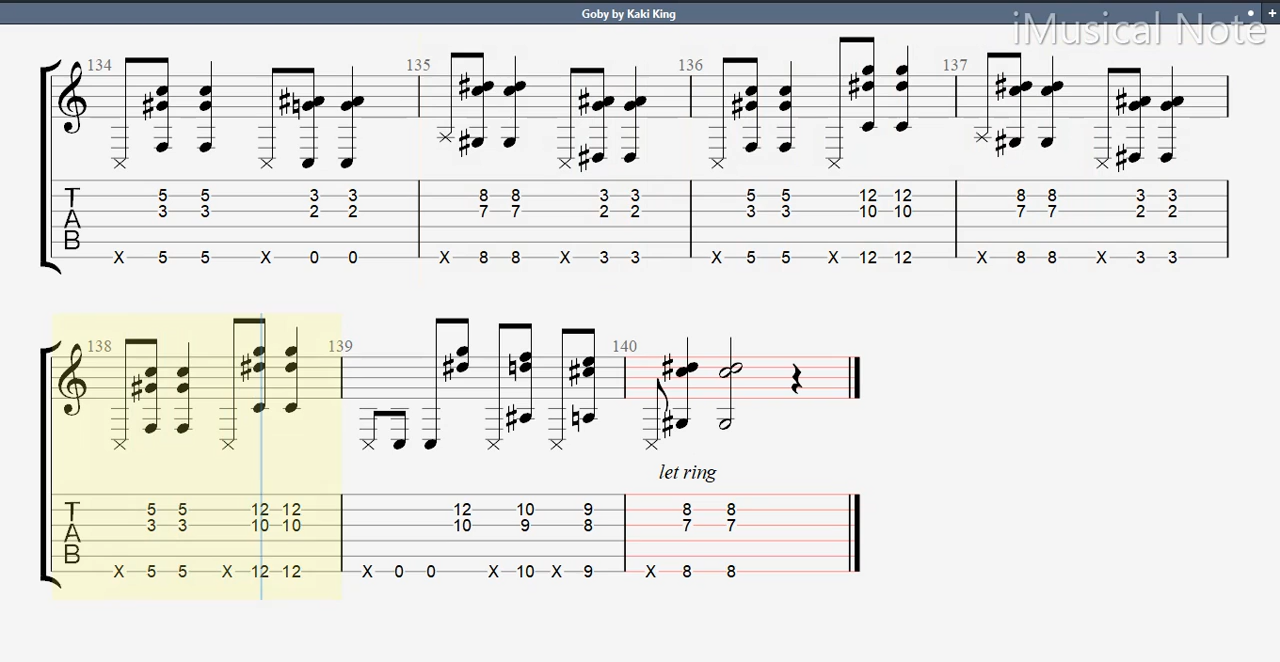 Goby by Kaki King
iMusical Note
134 135 136 137
T 5 5 3 3 8 8 3 3 5 5 12 12 8 8 3 3
A 3 3 2 2 7 7 2 2 3 3 10 10 7 7 2 2
B
X 5 5 X 0 0 X 8 8 X 3 3 X 5 5 X 12 12 X 8 8 X 3 3
138 139 140
let ring
T 5 5 12 12 12 10 9 8 8
A 3 3 10 10 10 9 8 7 7
B
X 5 5 X 12 12 X 0 0 X 10 X 9 X 8 8